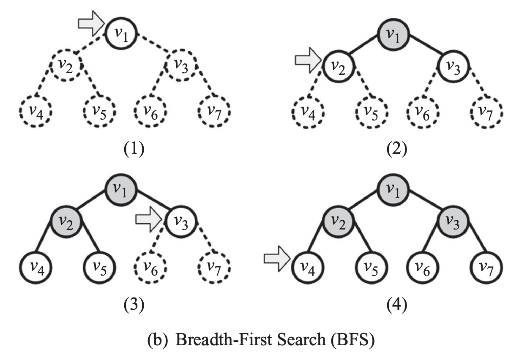 v1
v2 v3
v4 v5 v6 v7
(1)
v1
v2 v3
v4 v5 v6 v7
(2)
v1
v2 v3
v4 v5 v6 v7
(3)
v1
v2 v3
v4 v5 v6 v7
(4)
(b) Breadth-First Search (BFS)